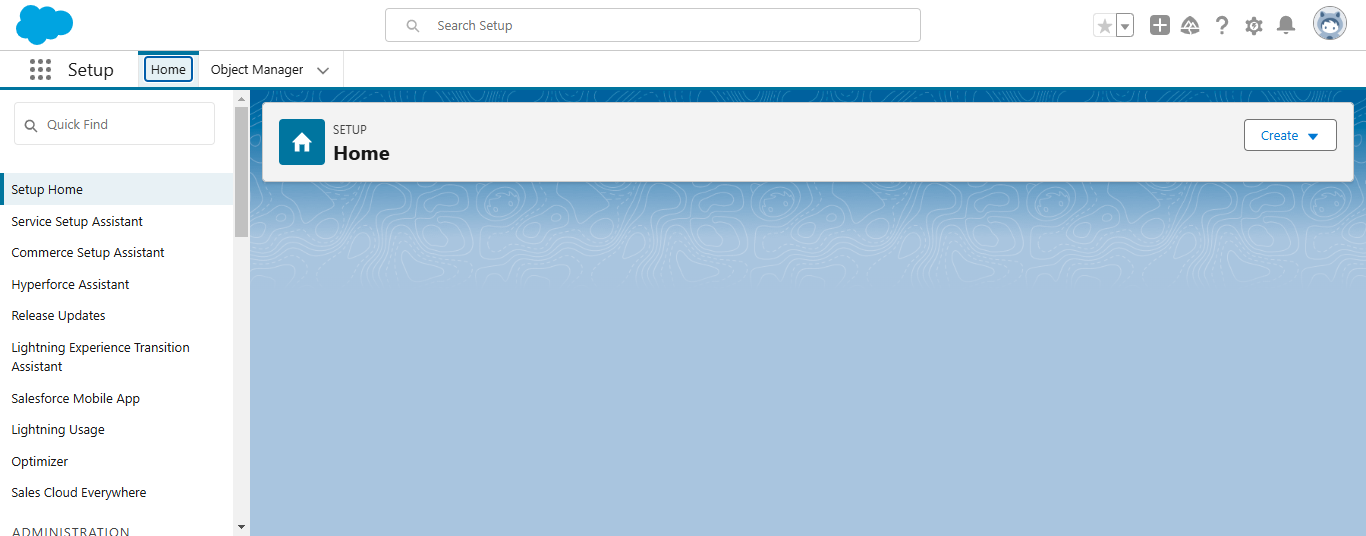 Search Setup
Setup
Home
Object Manager
Quick Find
Setup Home
Service Setup Assistant
Commerce Setup Assistant
Hyperforce Assistant
Release Updates
Lightning Experience Transition
Assistant
Salesforce Mobile App
Lightning Usage
Optimizer
Sales Cloud Everywhere
ADMINISTRATION
SETUP
Home
Create